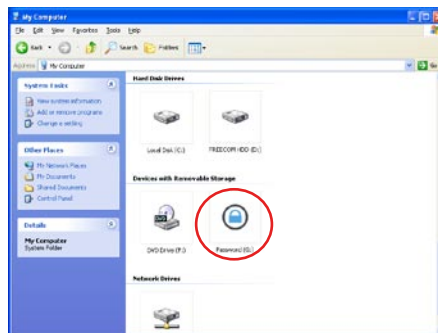 My Computer
File Edit View Favorites Tools Help
Back Search Folders
Address My Computer Go
System Tasks
View system information
Add or remove programs
Change a setting
Other Places
My Network Places
My Documents
Shared Documents
Control Panel
Details
My Computer
System Folder
Hard Disk Drives
Local Disk (C:)
FREECOM HDD (D:)
Devices with Removable Storage
DVD Drive (F:)
Password (G:)
Network Drives